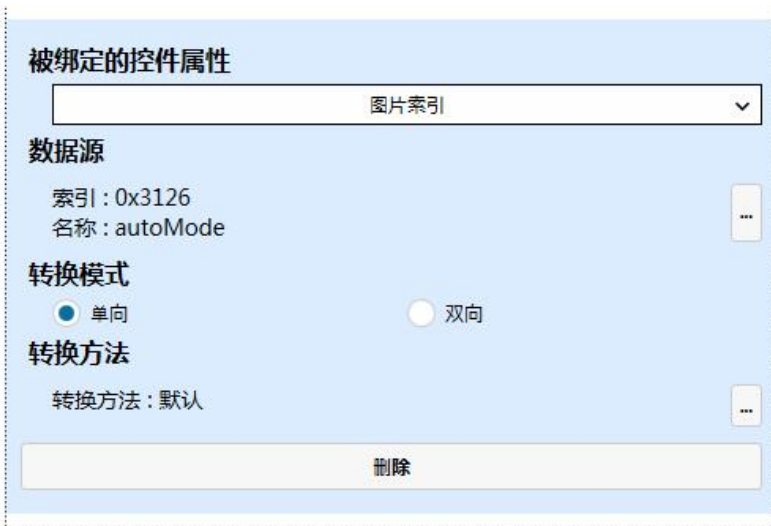 被绑定的控件属性
图片索引
数据源
索引 : 0x3126
...
名称 : autoMode
转换模式
单向 双向
转换方法
转换方法 : 默认
...
删除